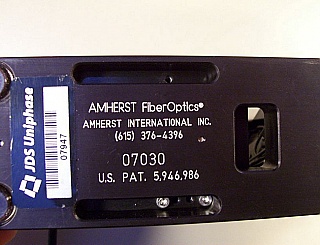 JDS Uniphase
07947
AMHERST FiberOptics®
AMHERST INTERNATIONAL INC.
(615) 376-4396
07030
U.S. PAT. 5,946,986